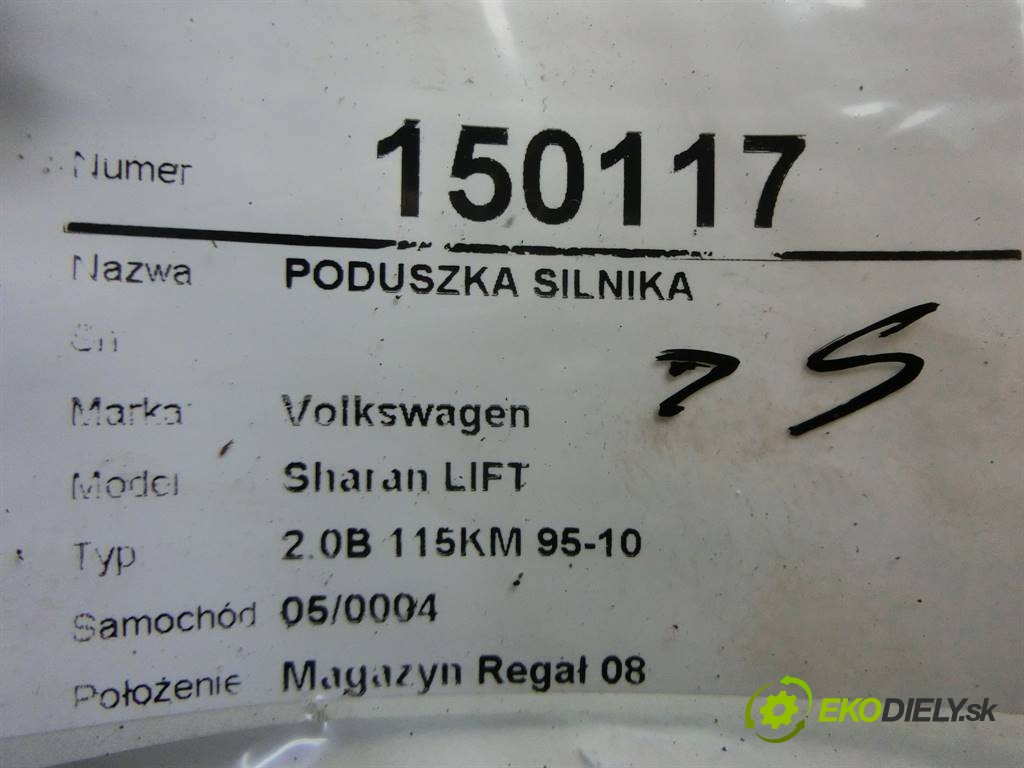 Numer 150117
Nazwa PODUSZKA SILNIKA
Marka Volkswagen
Model Sharan LIFT
Typ 2.0B 115KM 95-10
Samochód 05/0004
Położenie Magazyn Regał 08
EKODIELY.sk